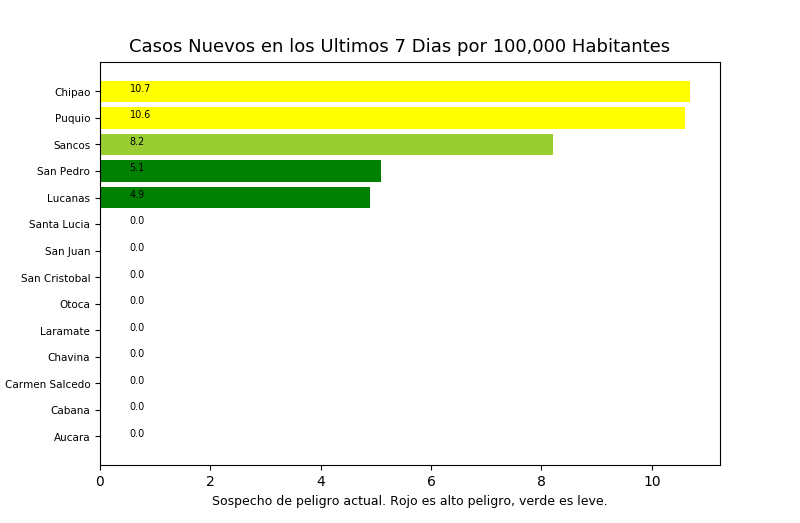 Casos Nuevos en los Ultimos 7 Dias por 100,000 Habitantes
Chipao 10.7
Puquio 10.6
Sancos 8.2
San Pedro 5.1
Lucanas 4.9
Santa Lucia 0.0
San Juan 0.0
San Cristobal 0.0
Otoca 0.0
Laramate 0.0
Chavina 0.0
Carmen Salcedo 0.0
Cabana 0.0
Aucara 0.0
0 2 4 6 8 10
Sospecho de peligro actual. Rojo es alto peligro, verde es leve.